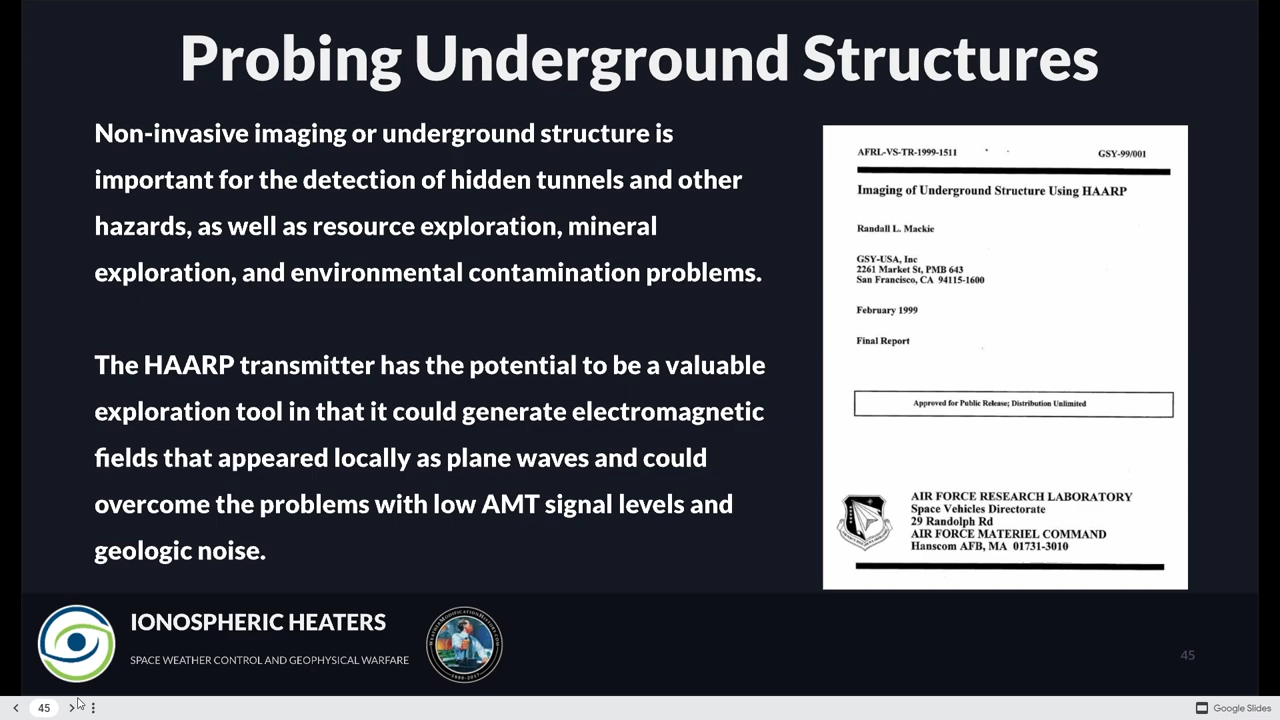 Probing Underground Structures
Non-invasive imaging or underground structure is
important for the detection of hidden tunnels and other
hazards, as well as resource exploration, mineral
exploration, and environmental contamination problems.
The HAARP transmitter has the potential to be a valuable
exploration tool in that it could generate electromagnetic
fields that appeared locally as plane waves and could
overcome the problems with low AMT signal levels and
geologic noise.
AFRL-VS-TR-1999-1511 GSY-99/001
Imaging of Underground Structure Using HAARP
Randall L. Mackie
GSY-USA, Inc
2261 Market St, PMB 643
San Francisco, CA 94115-1600
February 1999
Final Report
Approved for Public Release; Distribution Unlimited
AIR FORCE RESEARCH LABORATORY
Space Vehicles Directorate
29 Randolph Rd
AIR FORCE MATERIEL COMMAND
Hanscom AFB, MA 01731-3010
IONOSPHERIC HEATERS
SPACE WEATHER CONTROL AND GEOPHYSICAL WARFARE
45
45
Google Slides